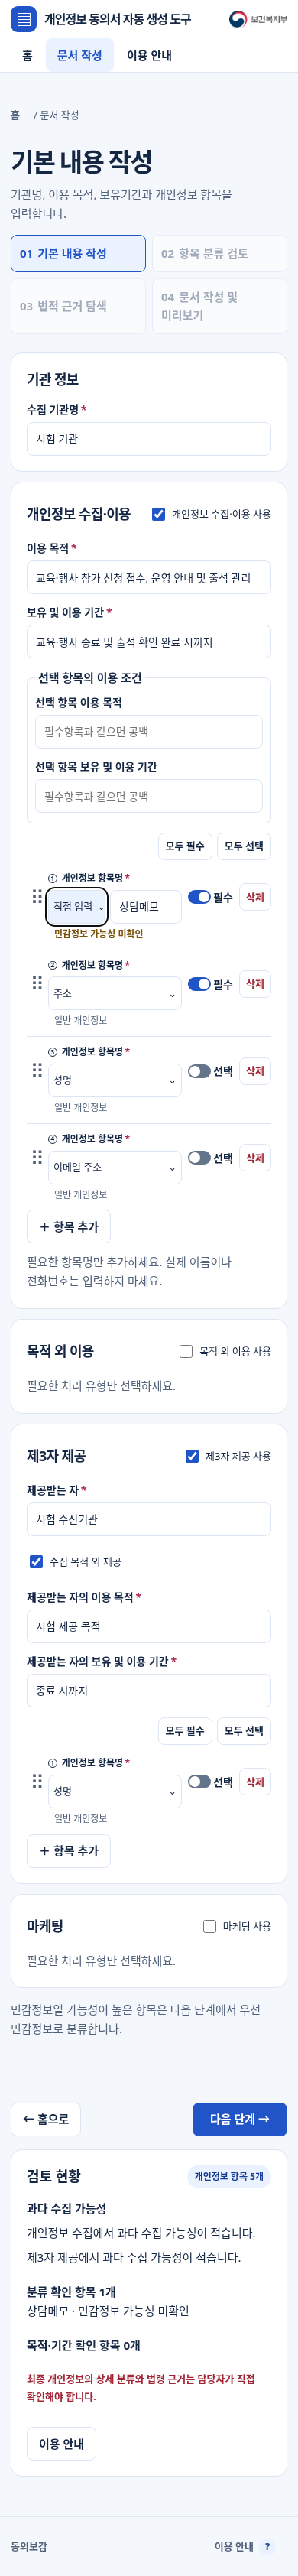 개인정보 동의서 자동 생성 도구
보건복지부
홈 문서 작성 이용 안내
홈 / 문서 작성
기본 내용 작성
기관명, 이용 목적, 보유기간과 개인정보 항목을
입력합니다.
01 기본 내용 작성
02 항목 분류 검토
03 법적 근거 탐색
04 문서 작성 및
미리보기
기관 정보
수집 기관명 *
시험 기관
개인정보 수집·이용
개인정보 수집·이용 사용
이용 목적 *
교육·행사 참가 신청 접수, 운영 안내 및 출석 관리
보유 및 이용 기간 *
교육·행사 종료 및 출석 확인 완료 시까지
선택 항목의 이용 조건
선택 항목 이용 목적
필수항목과 같으면 공백
선택 항목 보유 및 이용 기간
필수항목과 같으면 공백
모두 필수 모두 선택
① 개인정보 항목명 *
직접 입력 상담메모 필수 삭제
민감정보 가능성 미확인
② 개인정보 항목명 *
주소 필수 삭제
일반 개인정보
③ 개인정보 항목명 *
성명 선택 삭제
일반 개인정보
④ 개인정보 항목명 *
이메일 주소 선택 삭제
일반 개인정보
+ 항목 추가
필요한 항목명만 추가하세요. 실제 이름이나
전화번호는 입력하지 마세요.
목적 외 이용
목적 외 이용 사용
필요한 처리 유형만 선택하세요.
제3자 제공
제3자 제공 사용
제공받는 자 *
시험 수신기관
수집 목적 외 제공
제공받는 자의 이용 목적 *
시험 제공 목적
제공받는 자의 보유 및 이용 기간 *
종료 시까지
모두 필수 모두 선택
① 개인정보 항목명 *
성명 선택 삭제
일반 개인정보
+ 항목 추가
마케팅
마케팅 사용
필요한 처리 유형만 선택하세요.
민감정보일 가능성이 높은 항목은 다음 단계에서 우선
민감정보로 분류합니다.
← 홈으로
다음 단계 →
검토 현황
개인정보 항목 5개
과다 수집 가능성
개인정보 수집에서 과다 수집 가능성이 적습니다.
제3자 제공에서 과다 수집 가능성이 적습니다.
분류 확인 항목 1개
상담메모 · 민감정보 가능성 미확인
목적·기간 확인 항목 0개
최종 개인정보의 상세 분류와 법령 근거는 담당자가 직접
확인해야 합니다.
이용 안내
동의보감
이용 안내 ?